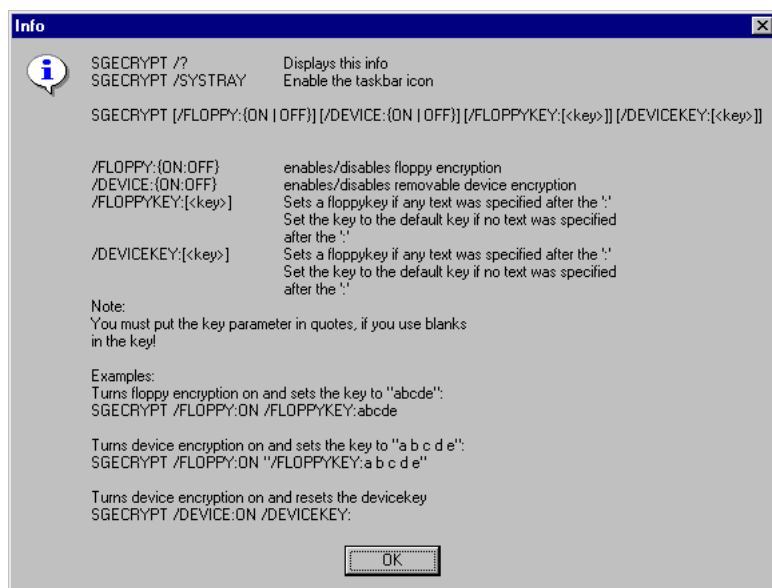 Info
SGECRYPT /? Displays this info
SGECRYPT /SYSTRAY Enable the taskbar icon
SGECRYPT [/FLOPPY:{ON | OFF}] [/DEVICE:{ON | OFF}] [/FLOPPYKEY:[<key>]] [/DEVICEKEY:[<key>]]
/FLOPPY:{ON:OFF} enables/disables floppy encryption
/DEVICE:{ON:OFF} enables/disables removable device encryption
/FLOPPYKEY:[<key>] Sets a floppykey if any text was specified after the ':'
Set the key to the default key if no text was specified
after the ':'
/DEVICEKEY:[<key>] Sets a floppykey if any text was specified after the ':'
Set the key to the default key if no text was specified
after the ':'
Note:
You must put the key parameter in quotes, if you use blanks
in the key!
Examples:
Turns floppy encryption on and sets the key to "abcde":
SGECRYPT /FLOPPY:ON /FLOPPYKEY:abcde
Turns device encryption on and sets the key to "a b c d e":
SGECRYPT /FLOPPY:ON "/FLOPPYKEY:a b c d e"
Turns device encryption on and resets the devicekey
SGECRYPT /DEVICE:ON /DEVICEKEY:
OK